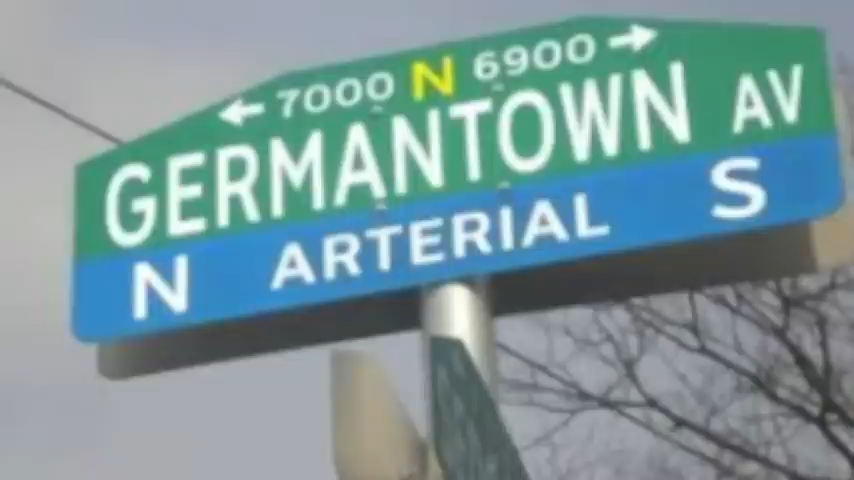 ← 7000 N 6900 →
GERMANTOWN AV
N ARTERIAL S